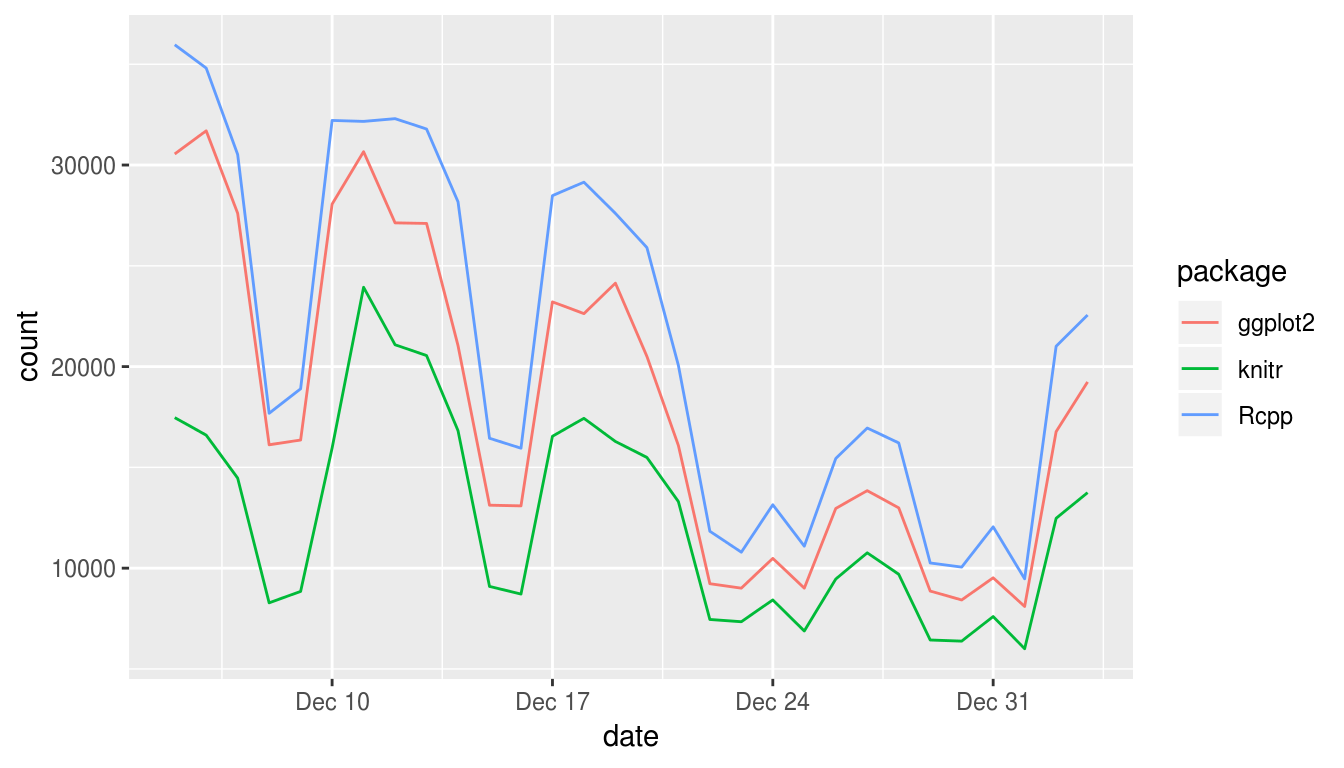 count
30000
20000
10000
Dec 10
Dec 17
Dec 24
Dec 31
date
package
ggplot2
knitr
Rcpp